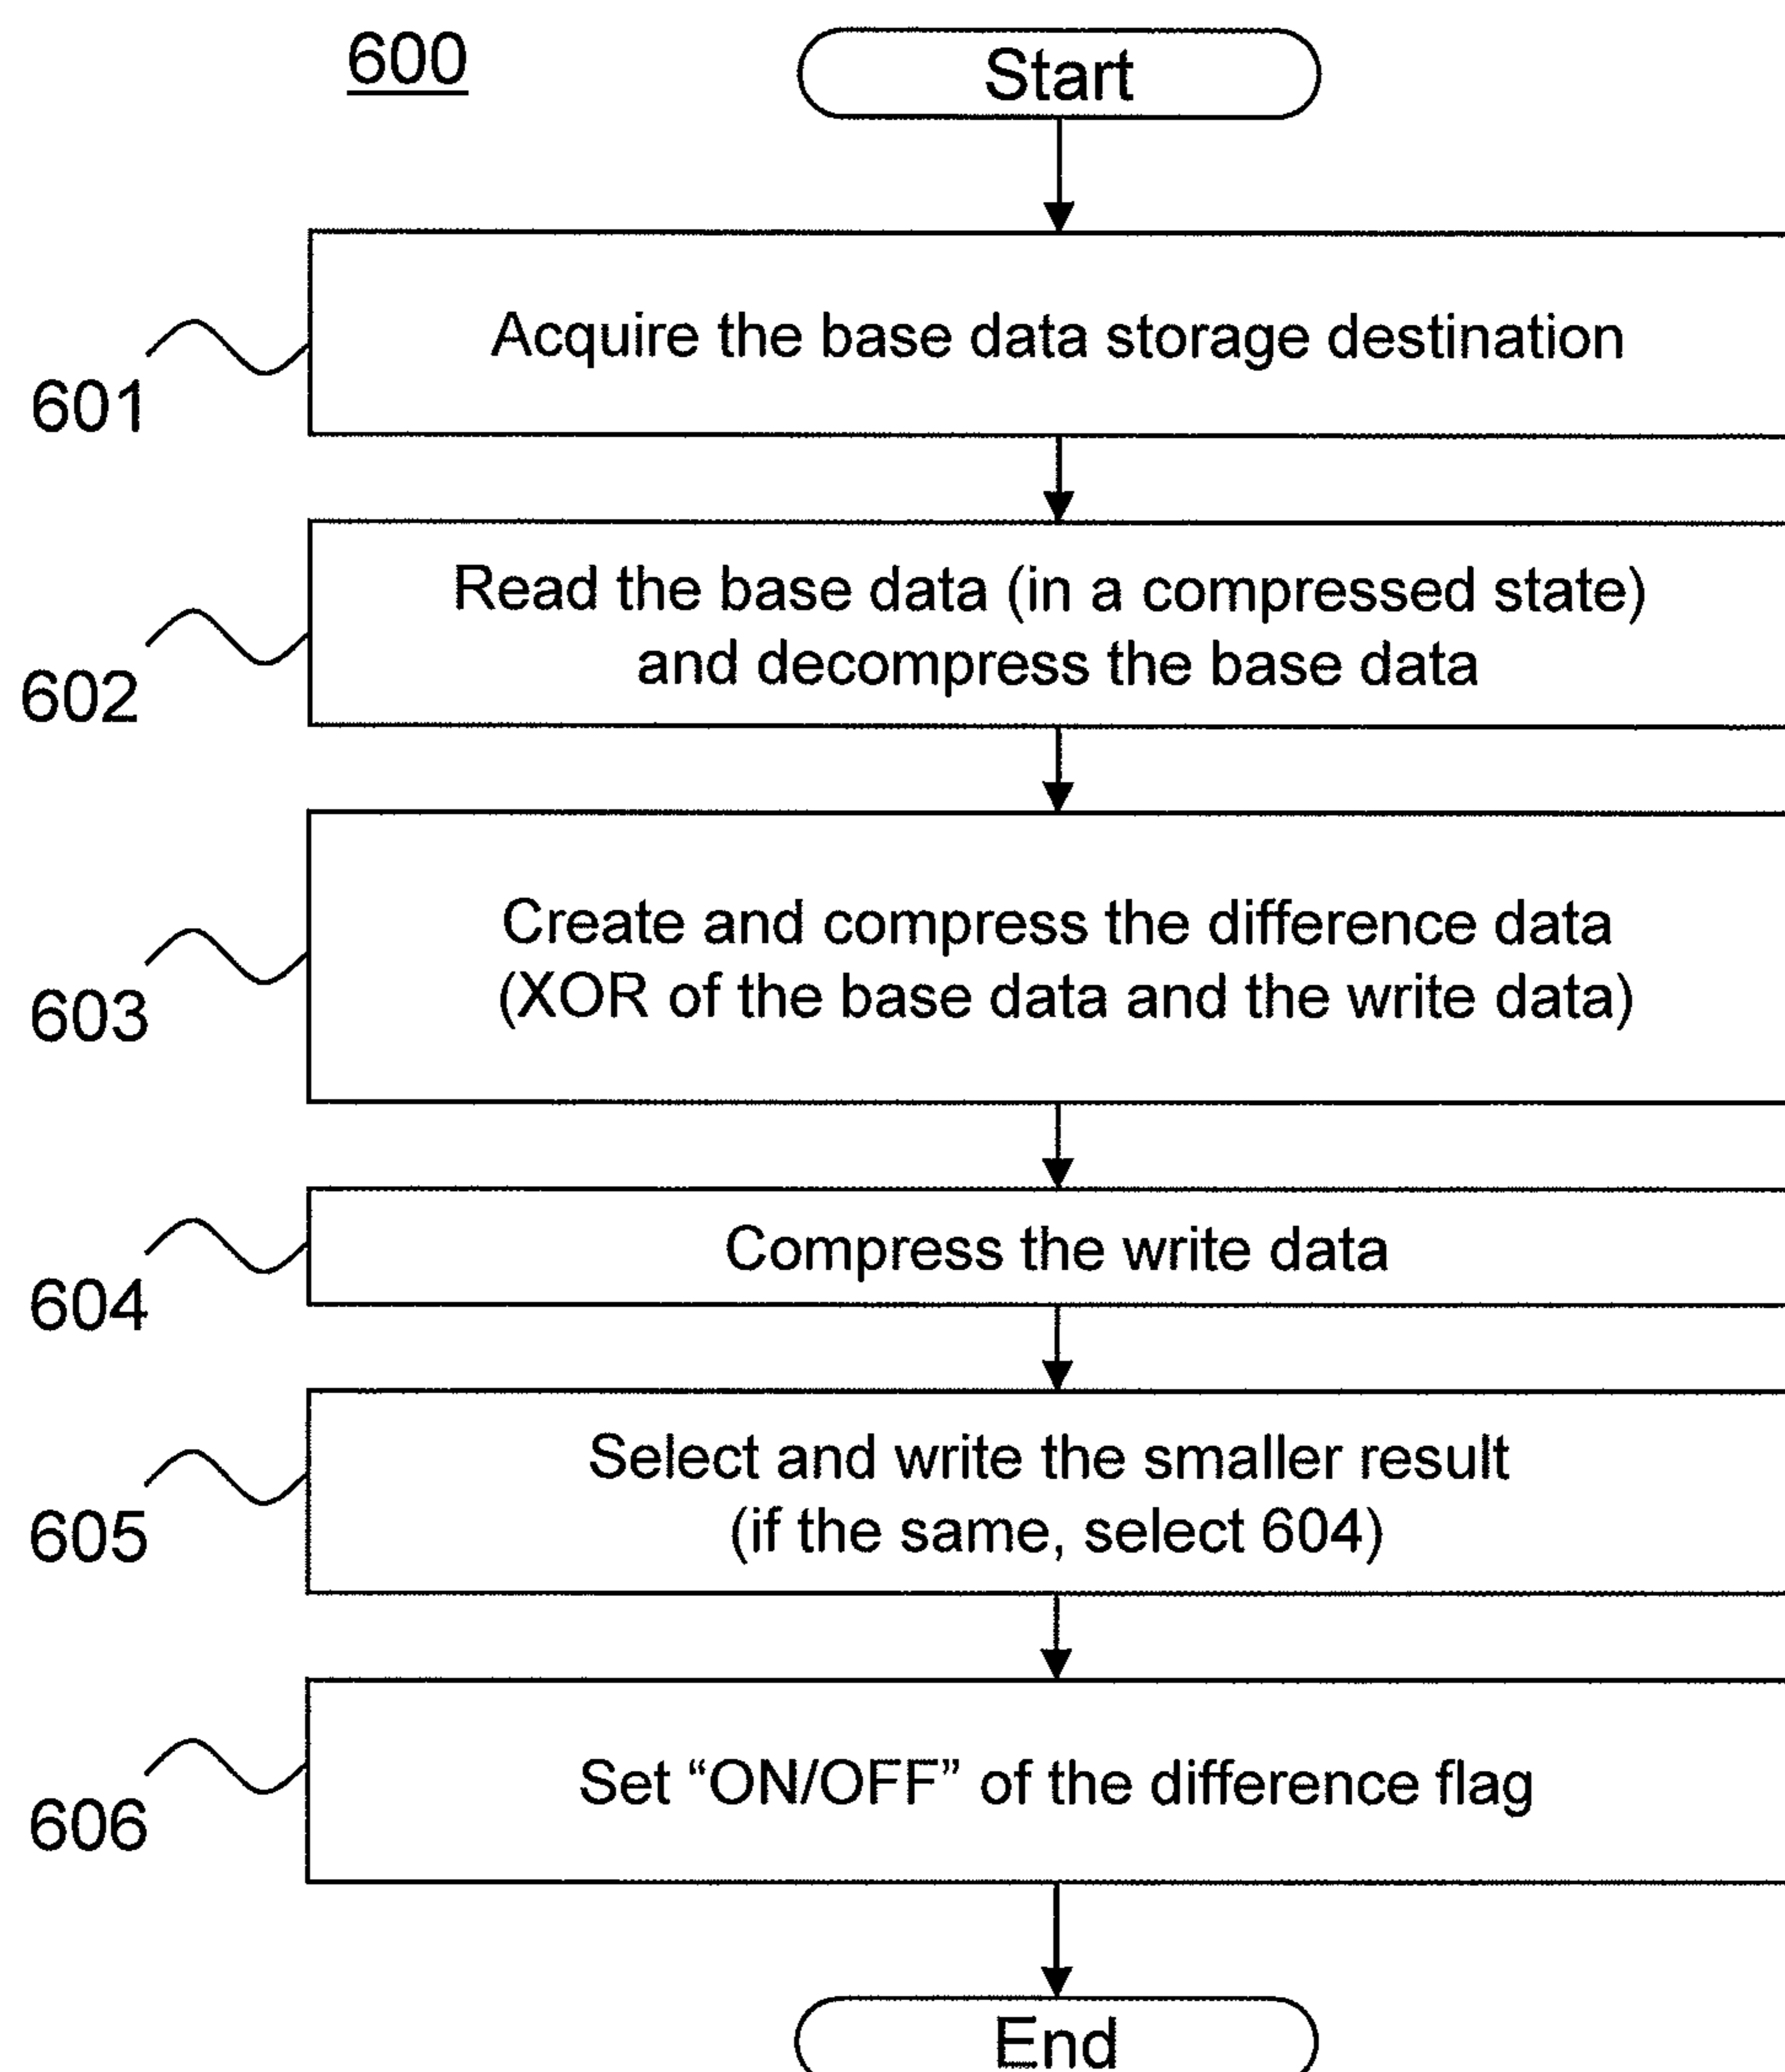 600
Start
Acquire the base data storage destination
601
Read the base data (in a compressed state)
and decompress the base data
602
Create and compress the difference data
(XOR of the base data and the write data)
603
Compress the write data
604
Select and write the smaller result
(if the same, select 604)
605
Set “ON/OFF” of the difference flag
606
End